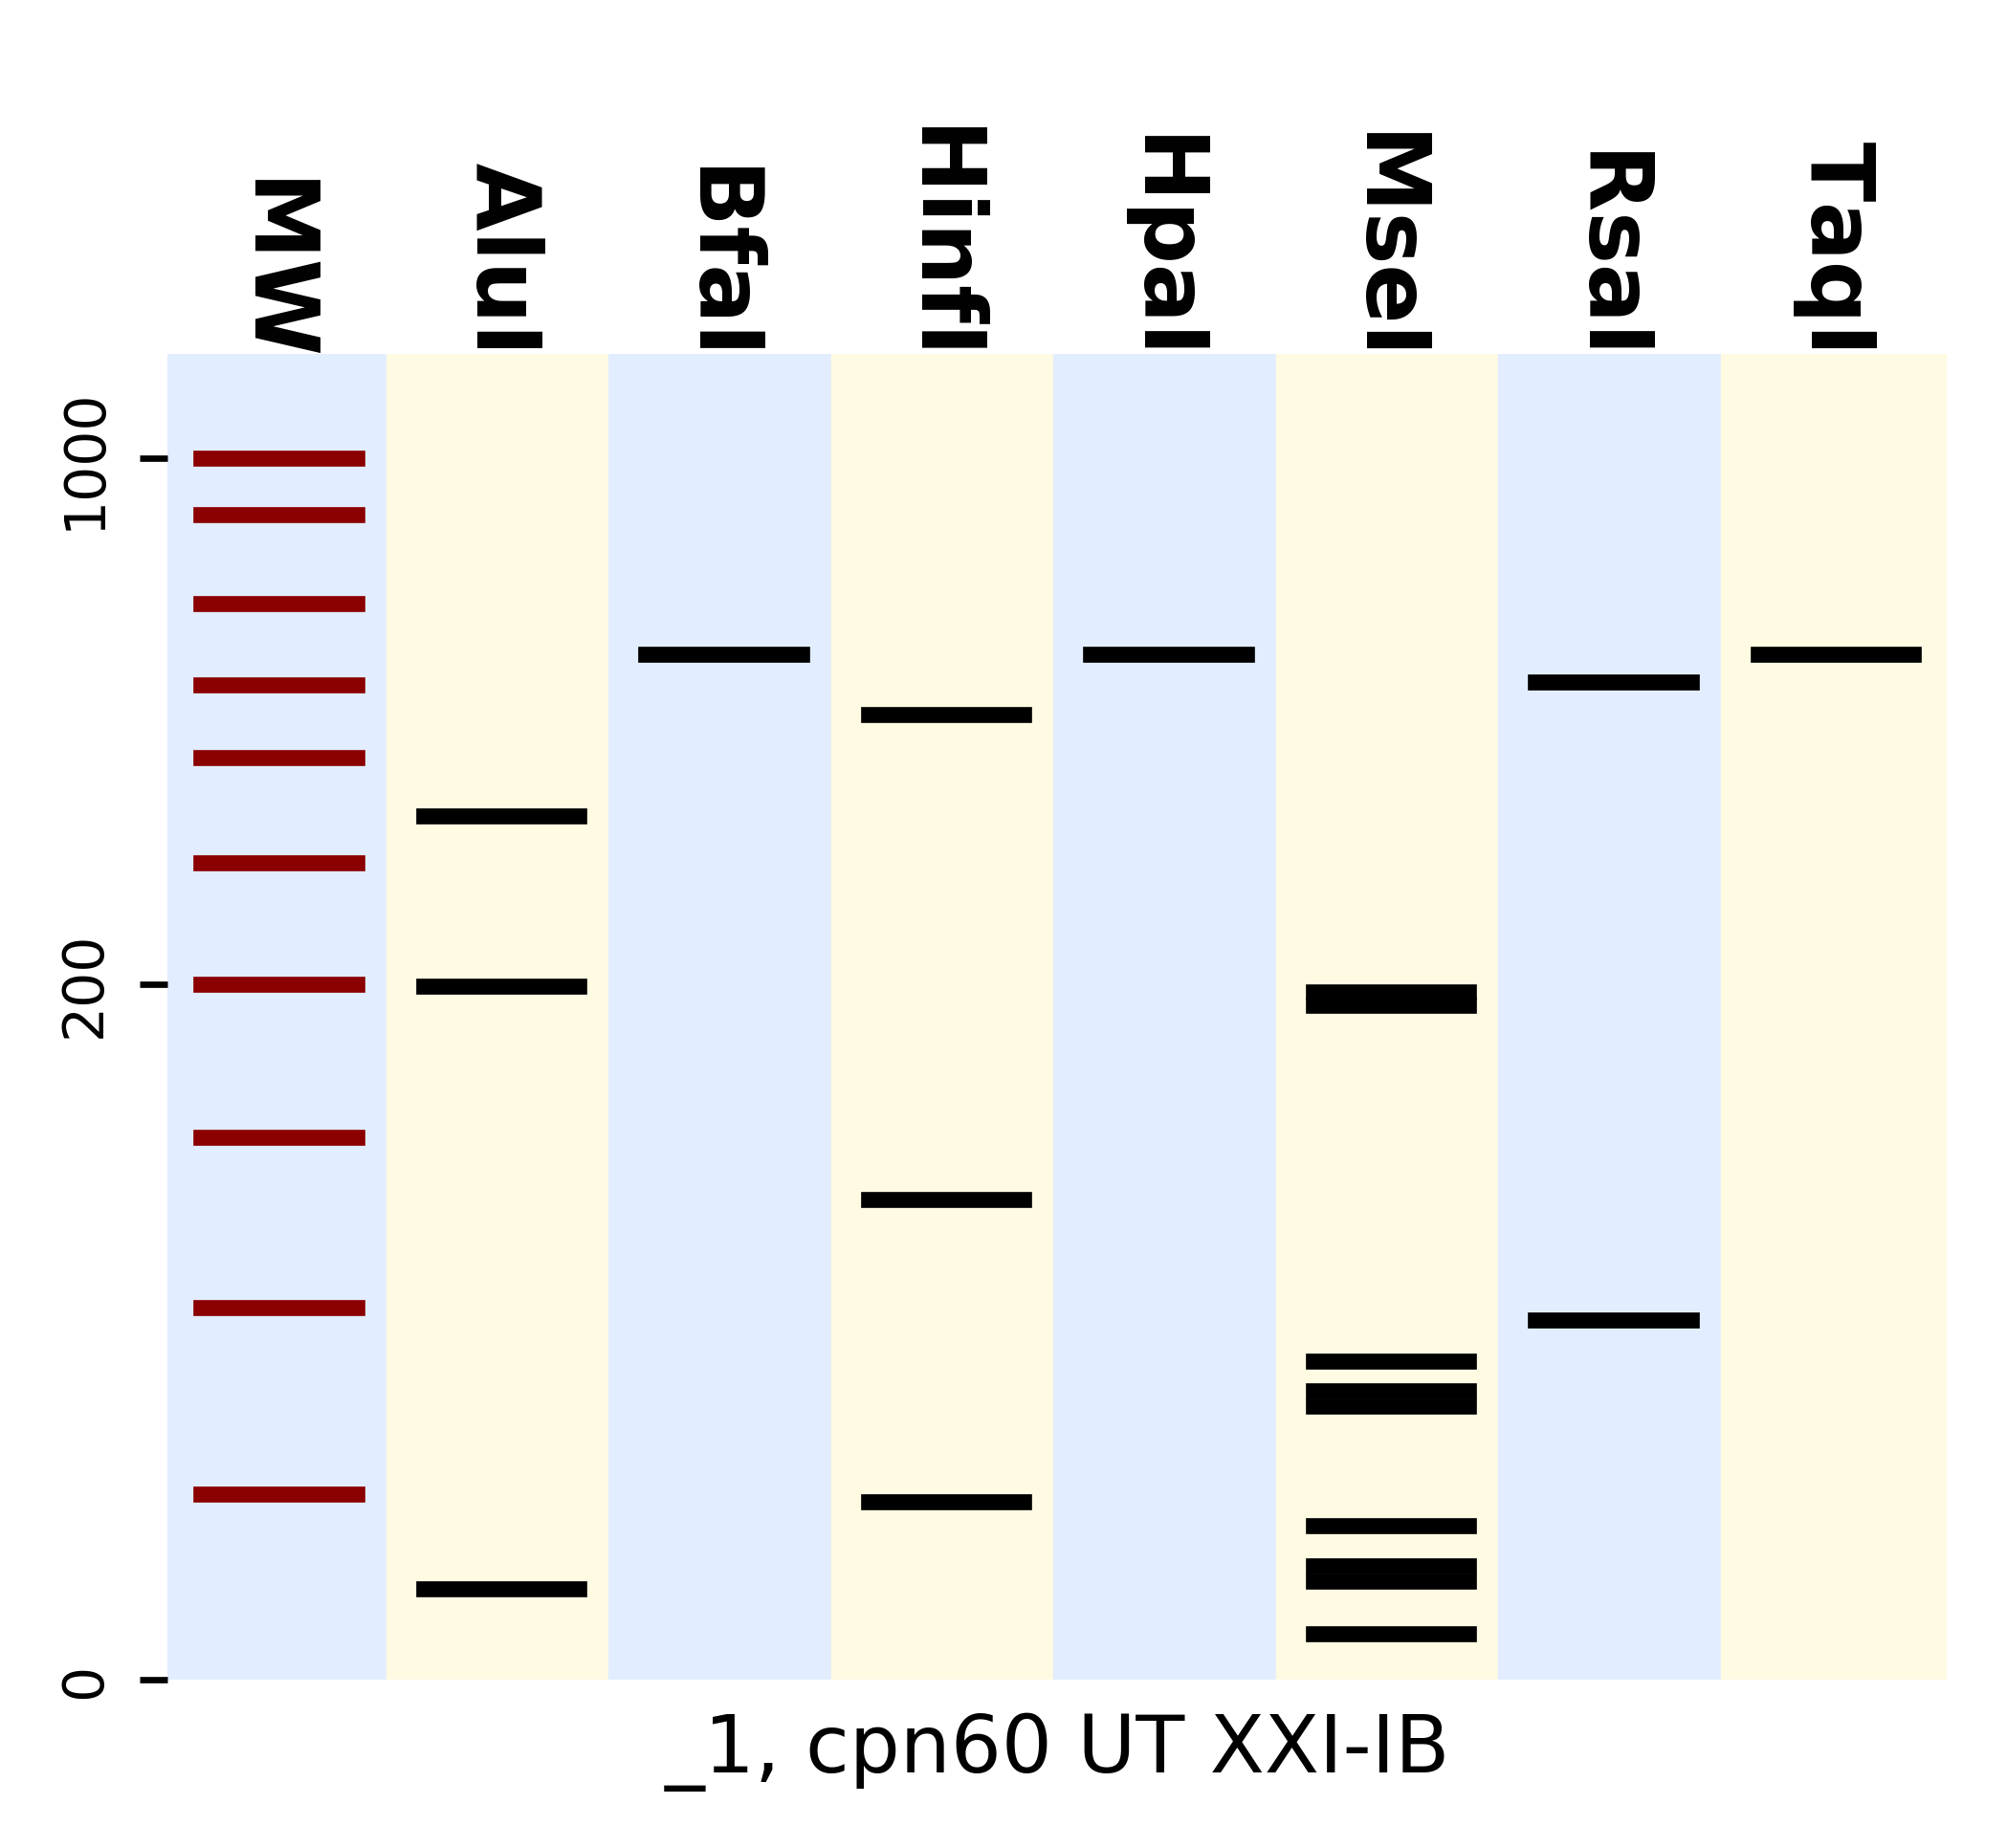 MW
AluI
BfaI
HinfI
HpaI
MseI
RsaI
TaqI
1000
200
0
_1, cpn60 UT XXI-IB